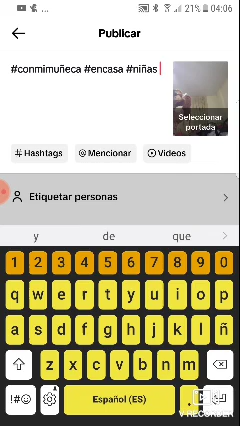 21% 04:06
Publicar
#conmimuñeca #encasa #niñas
Seleccionar
portada
# Hashtags @ Mencionar Videos
Etiquetar personas
y de que
1 2 3 4 5 6 7 8 9 0
q w e r t y u i o p
a s d f g h j k l ñ
z x c v b n m
!#☺ Español (ES) .
V RECORDER